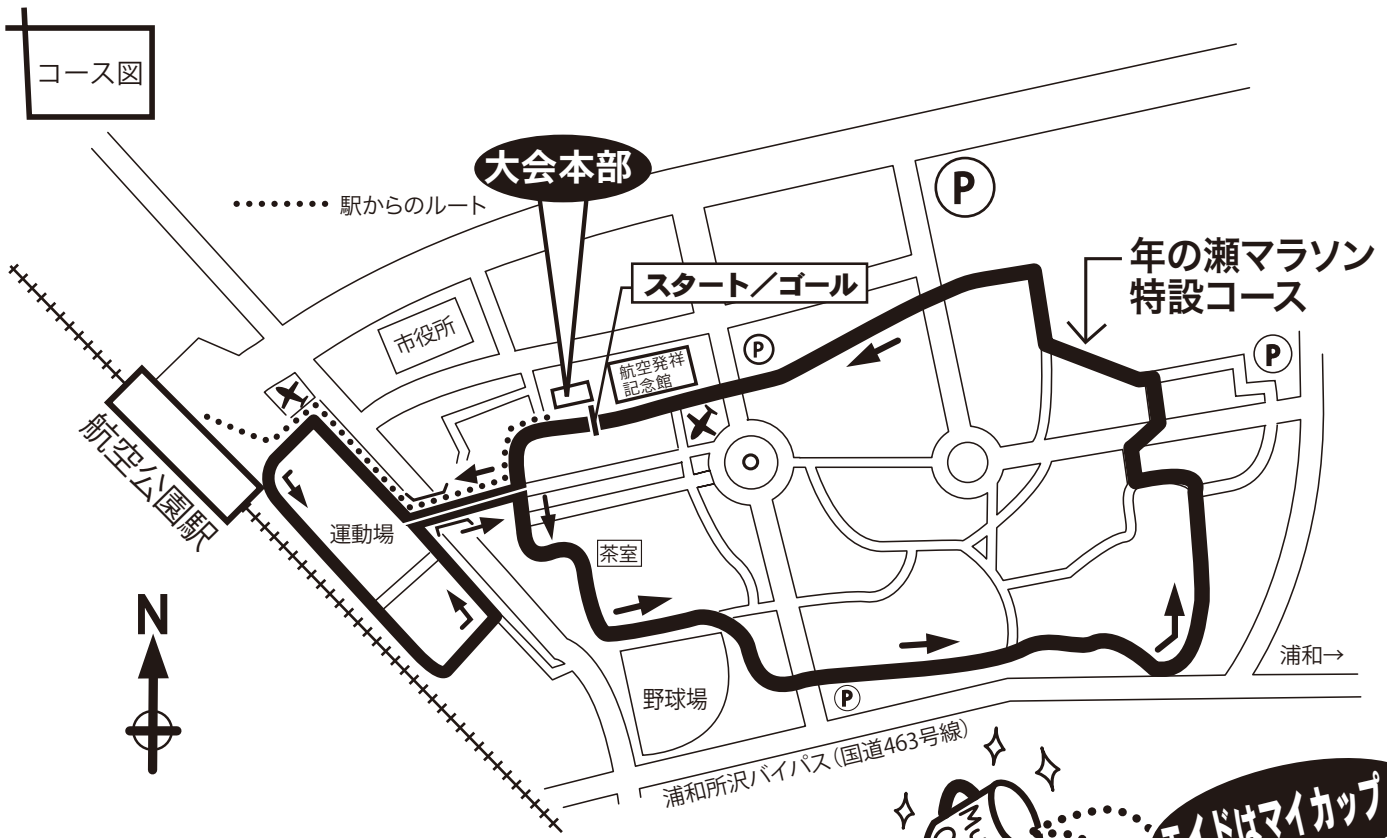 コース図
大会本部
駅からのルート
P
年の瀬マラソン
特設コース
スタート／ゴール
市役所
航空発祥
記念館
P
P
航空公園駅
運動場
茶室
N
野球場
P
浦和→
浦和所沢バイパス（国道463号線）
エイドはマイカップ